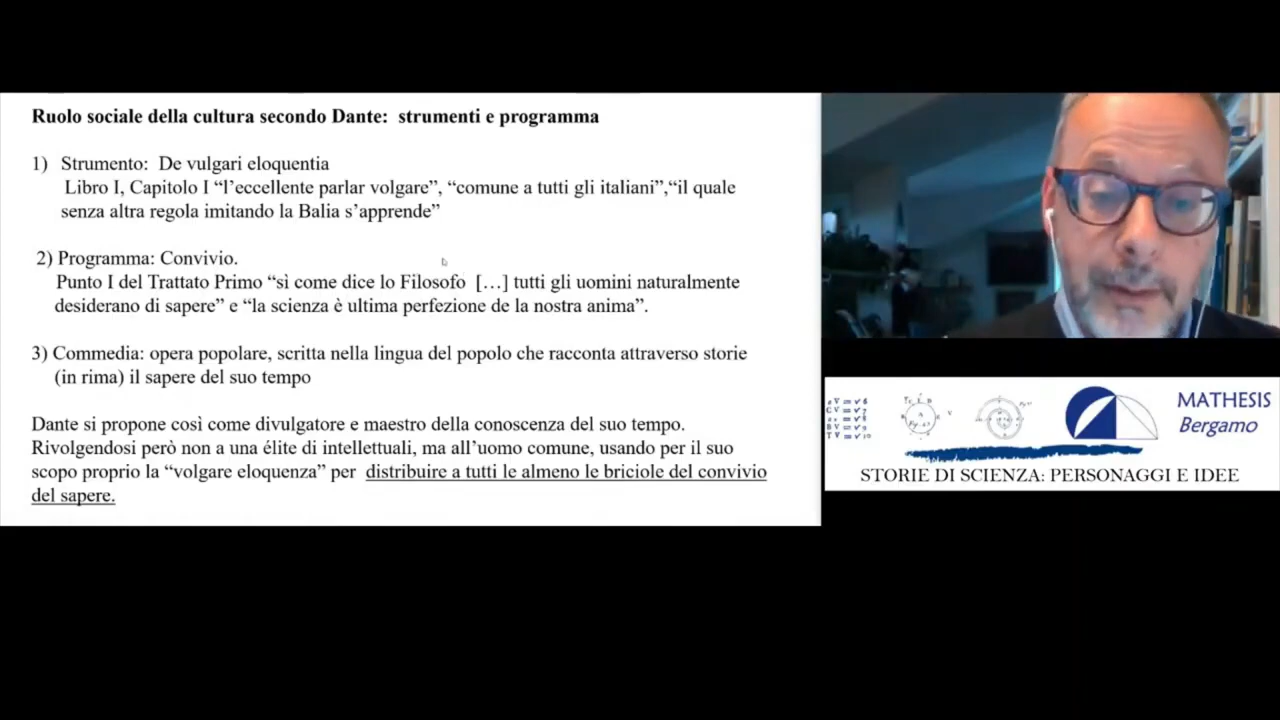 Ruolo sociale della cultura secondo Dante: strumenti e programma
1) Strumento: De vulgari eloquentia
Libro I, Capitolo I “l’eccellente parlar volgare”, “comune a tutti gli italiani”,“il quale
senza altra regola imitando la Balia s’apprende”
2) Programma: Convivio.
Punto I del Trattato Primo “sì come dice lo Filosofo […] tutti gli uomini naturalmente
desiderano di sapere” e “la scienza è ultima perfezione de la nostra anima”.
3) Commedia: opera popolare, scritta nella lingua del popolo che racconta attraverso storie
(in rima) il sapere del suo tempo
Dante si propone così come divulgatore e maestro della conoscenza del suo tempo.
Rivolgendosi però non a una élite di intellettuali, ma all’uomo comune, usando per il suo
scopo proprio la “volgare eloquenza” per distribuire a tutti le almeno le briciole del convivio
del sapere.
MATHESIS
Bergamo
STORIE DI SCIENZA: PERSONAGGI E IDEE